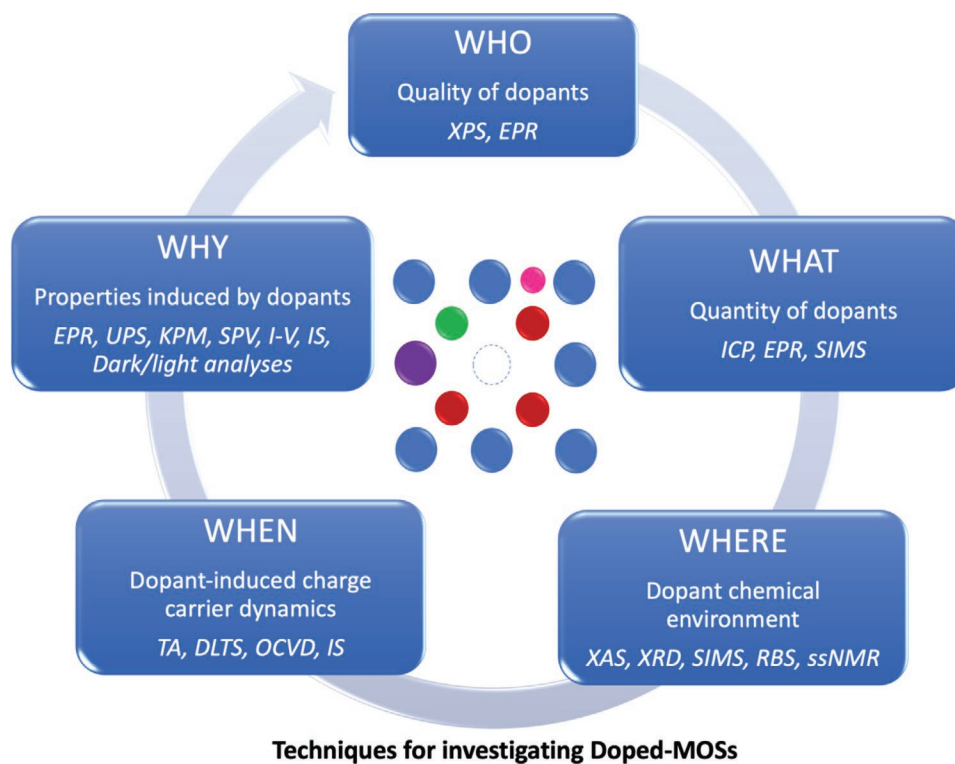 WHO
Quality of dopants
XPS, EPR
WHAT
Quantity of dopants
ICP, EPR, SIMS
WHERE
Dopant chemical
environment
XAS, XRD, SIMS, RBS, ssNMR
WHEN
Dopant-induced charge
carrier dynamics
TA, DLTS, OCVD, IS
WHY
Properties induced by dopants
EPR, UPS, KPM, SPV, I-V, IS,
Dark/light analyses
Techniques for investigating Doped-MOSs